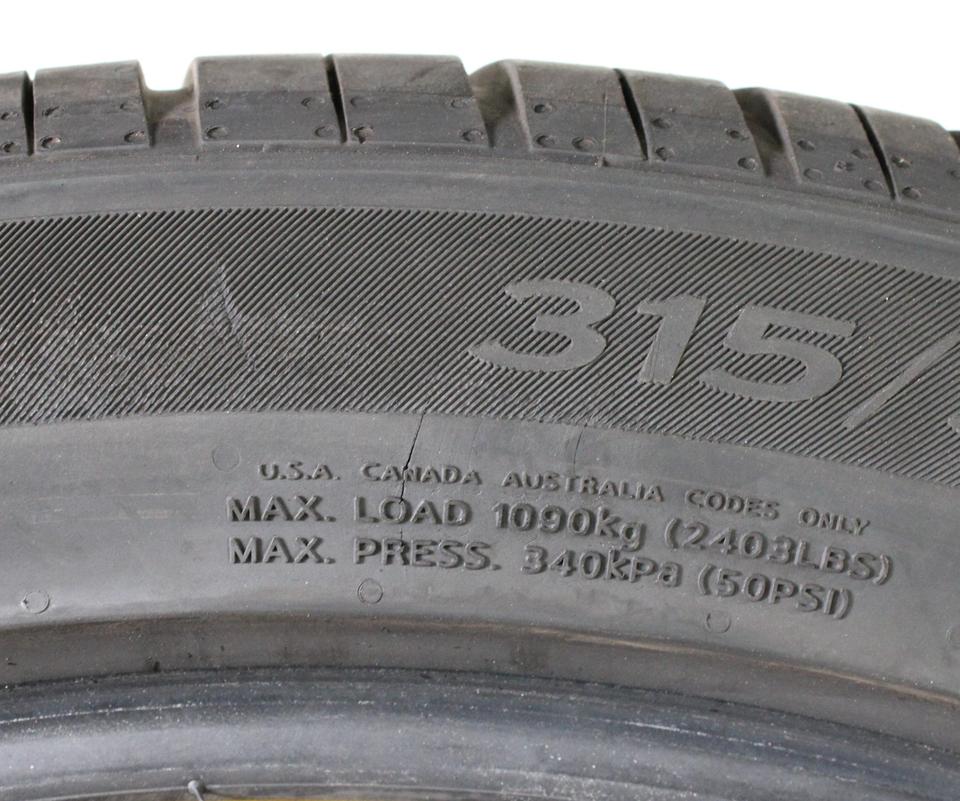 315/
U.S.A. CANADA AUSTRALIA CODES ONLY
MAX. LOAD 1090kg (2403LBS)
MAX. PRESS. 340kPa (50PSI)